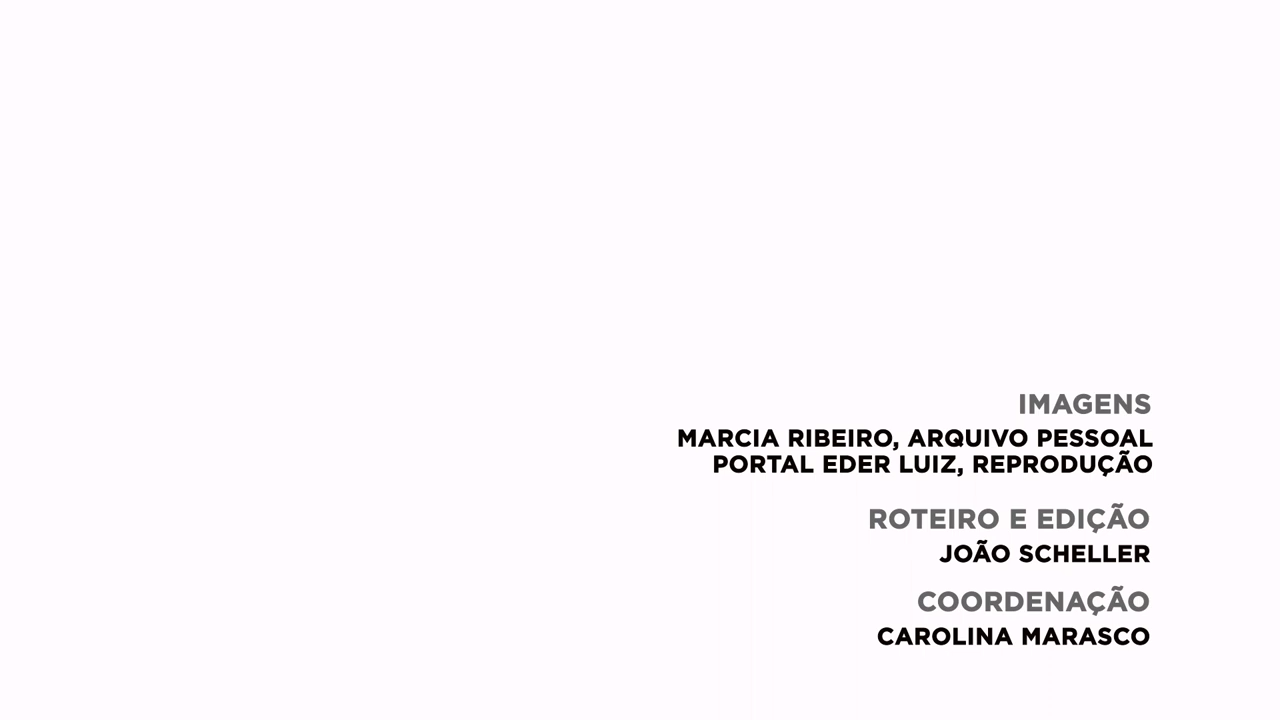 IMAGENS
MARCIA RIBEIRO, ARQUIVO PESSOAL
PORTAL EDER LUIZ, REPRODUÇÃO
ROTEIRO E EDIÇÃO
JOÃO SCHELLER
COORDENAÇÃO
CAROLINA MARASCO